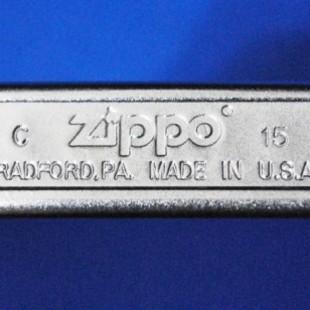 C Zippo® 15
RADFORD, PA. MADE IN U.S.A